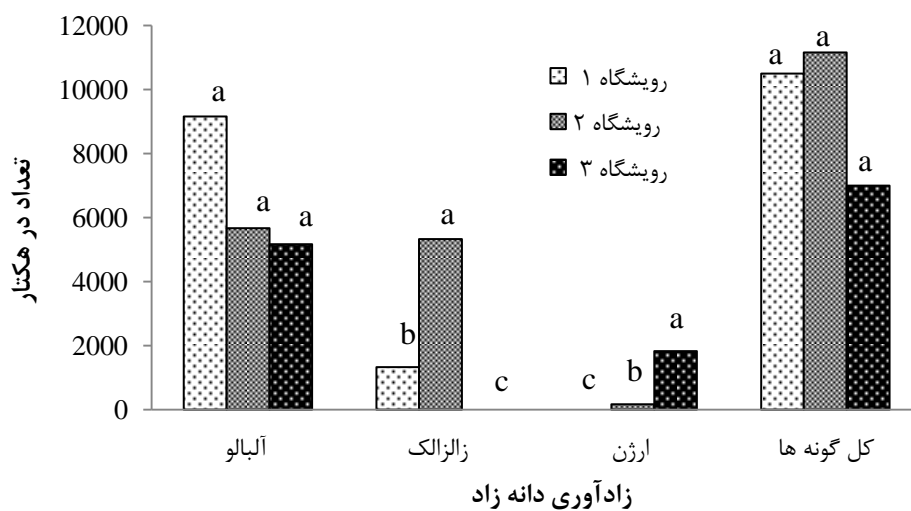 12000
10000
8000
6000
4000
2000
0
تعداد در هکتار
رویشگاه ۱
رویشگاه ۲
رویشگاه ۳
a
a
a
b
a
c
c
b
a
a
a
a
آلبالو
زالزالک
ارژن
کل گونه ها
زادآوری دانه زاد